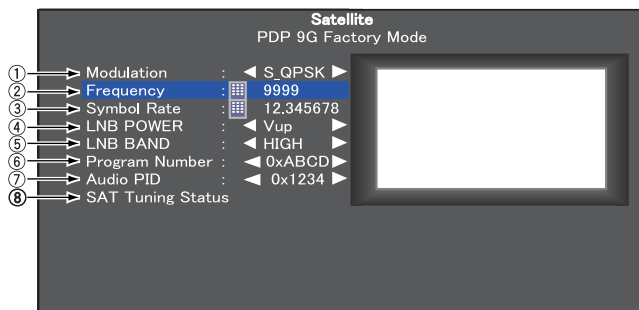 Satellite
PDP 9G Factory Mode
① Modulation : ◀ S_QPSK ▶
② Frequency : 9999
③ Symbol Rate : 12.345678
④ LNB POWER : ◀ Vup ▶
⑤ LNB BAND : ◀ HIGH ▶
⑥ Program Number : ◀ 0xABCD ▶
⑦ Audio PID : ◀ 0x1234 ▶
⑧ SAT Tuning Status